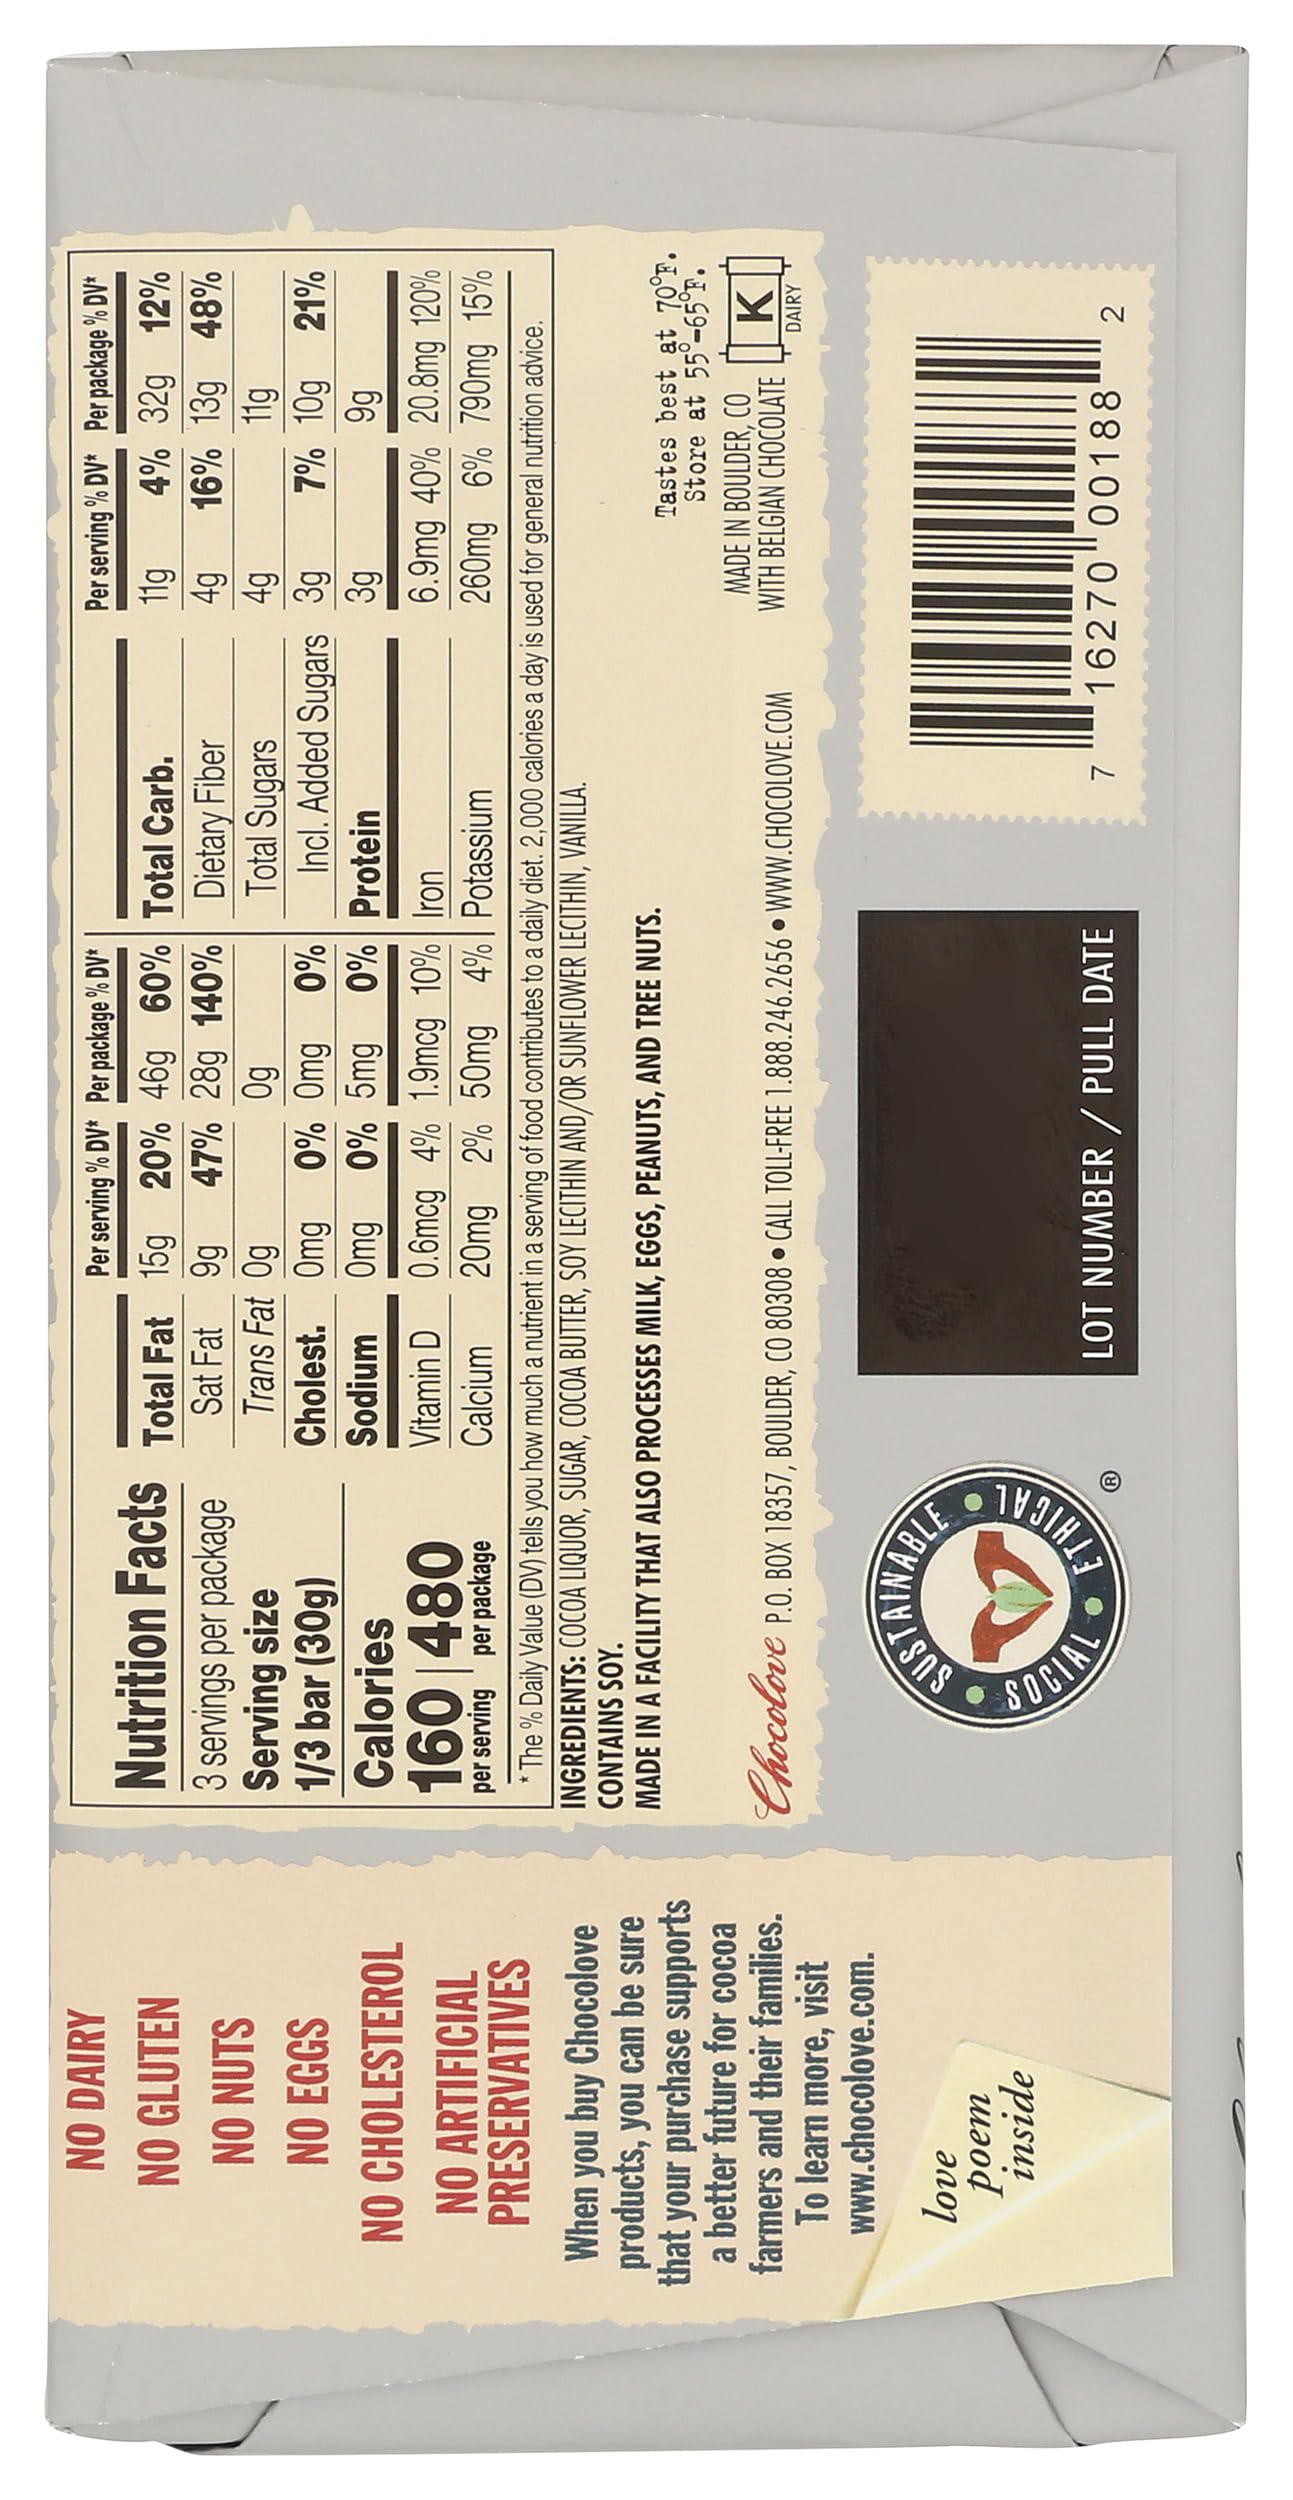 NO DAIRY
NO GLUTEN
NO NUTS
NO EGGS
NO CHOLESTEROL
NO ARTIFICIAL
PRESERVATIVES
When you buy Chocolove
products, you can be sure
that your purchase supports
a better future for cocoa
farmers and their families.
To learn more, visit
www.chocolove.com.
love
poem
inside
Nutrition Facts
3 servings per package
Serving size
1/3 bar (30g)
Calories
160 | 480
per serving per package
Per serving % DV* Per package % DV*
Total Fat 15g 20% 46g 60%
Sat Fat 9g 47% 28g 140%
Trans Fat 0g 0g
Cholest. 0mg 0% 0mg 0%
Sodium 0mg 0% 5mg 0%
Vitamin D 0.6mcg 4% 1.9mcg 10%
Calcium 20mg 2% 50mg 4%
Per serving % DV* Per package % DV*
Total Carb. 11g 4% 32g 12%
Dietary Fiber 4g 16% 13g 48%
Total Sugars 4g 11g
Incl. Added Sugars 3g 7% 10g 21%
Protein 3g 9g
Iron 6.9mg 40% 20.8mg 120%
Potassium 260mg 6% 790mg 15%
* The % Daily Value (DV) tells you how much a nutrient in a serving of food contributes to a daily diet. 2,000 calories a day is used for general nutrition advice.
INGREDIENTS: COCOA LIQUOR, SUGAR, COCOA BUTTER, SOY LECITHIN AND/OR SUNFLOWER LECITHIN, VANILLA.
CONTAINS SOY.
MADE IN A FACILITY THAT ALSO PROCESSES MILK, EGGS, PEANUTS, AND TREE NUTS.
Tastes best at 70°F.
Store at 55°-65°F.
MADE IN BOULDER, CO
WITH BELGIAN CHOCOLATE
K
DAIRY
Chocolove P.O. BOX 18357, BOULDER, CO 80308 • CALL TOLL-FREE 1.888.246.2656 • WWW.CHOCOLOVE.COM
SUSTAINABLE • ETHICAL • SOCIAL •
®
LOT NUMBER / PULL DATE
7 16270 00188 2